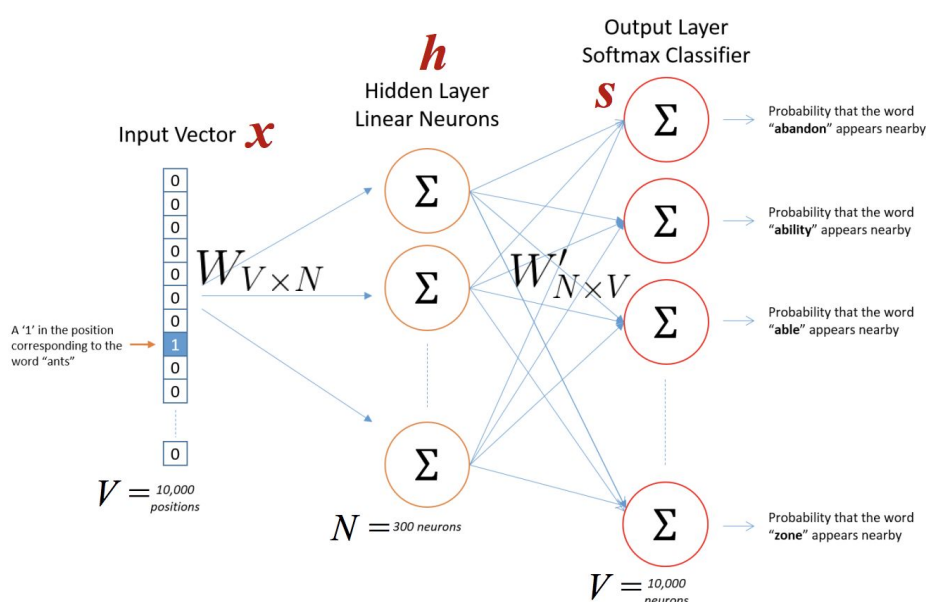 Output Layer
Softmax Classifier
h
Hidden Layer
Linear Neurons
s
Input Vector x
Σ
Probability that the word
“abandon” appears nearby
0
0
0
0
0
0
0
1
0
0
0
A ‘1’ in the position
corresponding to the
word “ants”
W V×N
Σ
Σ
Σ
W′ N×V
Σ
Probability that the word
“ability” appears nearby
Σ
Probability that the word
“able” appears nearby
Σ
Probability that the word
“zone” appears nearby
V = 10,000
positions
N = 300 neurons
V = 10,000
neurons